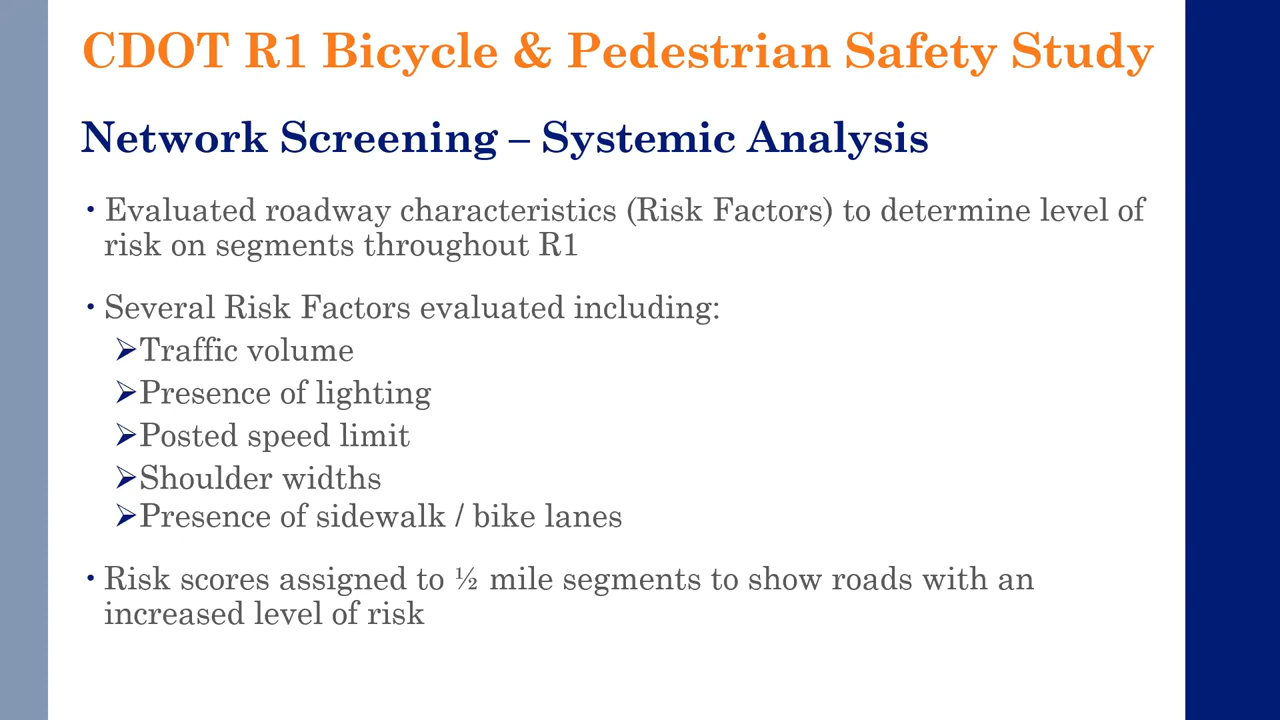 CDOT R1 Bicycle & Pedestrian Safety Study
Network Screening – Systemic Analysis
• Evaluated roadway characteristics (Risk Factors) to determine level of
risk on segments throughout R1
• Several Risk Factors evaluated including:
➢Traffic volume
➢Presence of lighting
➢Posted speed limit
➢Shoulder widths
➢Presence of sidewalk / bike lanes
• Risk scores assigned to ½ mile segments to show roads with an
increased level of risk